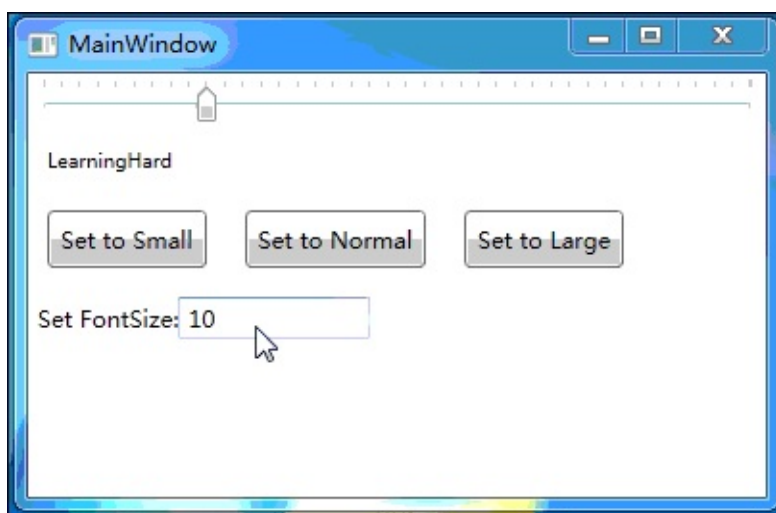 MainWindow
LearningHard
Set to Small Set to Normal Set to Large
Set FontSize: 10